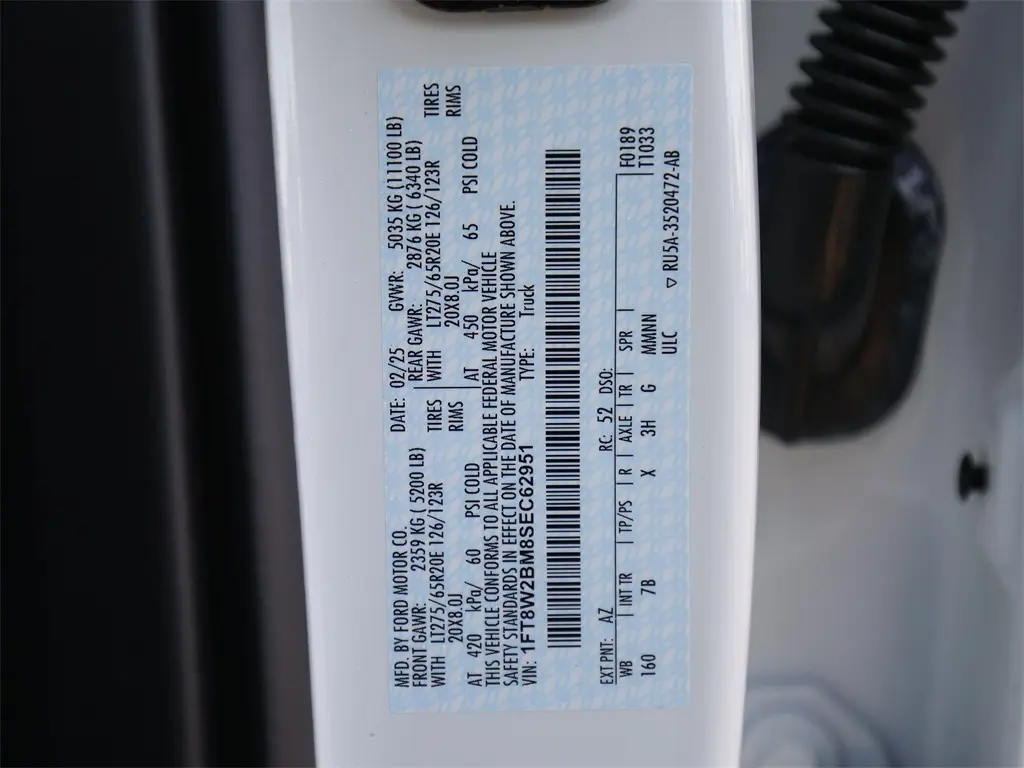 MFD. BY FORD MOTOR CO. DATE: 02/25 GVWR: 5035 KG (11100 LB)
FRONT GAWR: 2359 KG ( 5200 LB) REAR GAWR: 2876 KG ( 6340 LB)
WITH LT275/65R20E 126/123R TIRES WITH LT275/65R20E 126/123R TIRES
20X8.0J RIMS 20X8.0J RIMS
AT 420 kPa/ 60 PSI COLD AT 450 kPa/ 65 PSI COLD
THIS VEHICLE CONFORMS TO ALL APPLICABLE FEDERAL MOTOR VEHICLE
SAFETY STANDARDS IN EFFECT ON THE DATE OF MANUFACTURE SHOWN ABOVE.
VIN: 1FT8W2BM8SEC62951 TYPE: Truck
EXT PNT: AZ RC: 52 DSO:
WB INT TR TP/PS R AXLE TR SPR F0189
160 7B X 3H G MMMNN T1033
ULC ▽ RU5A-3520472-AB